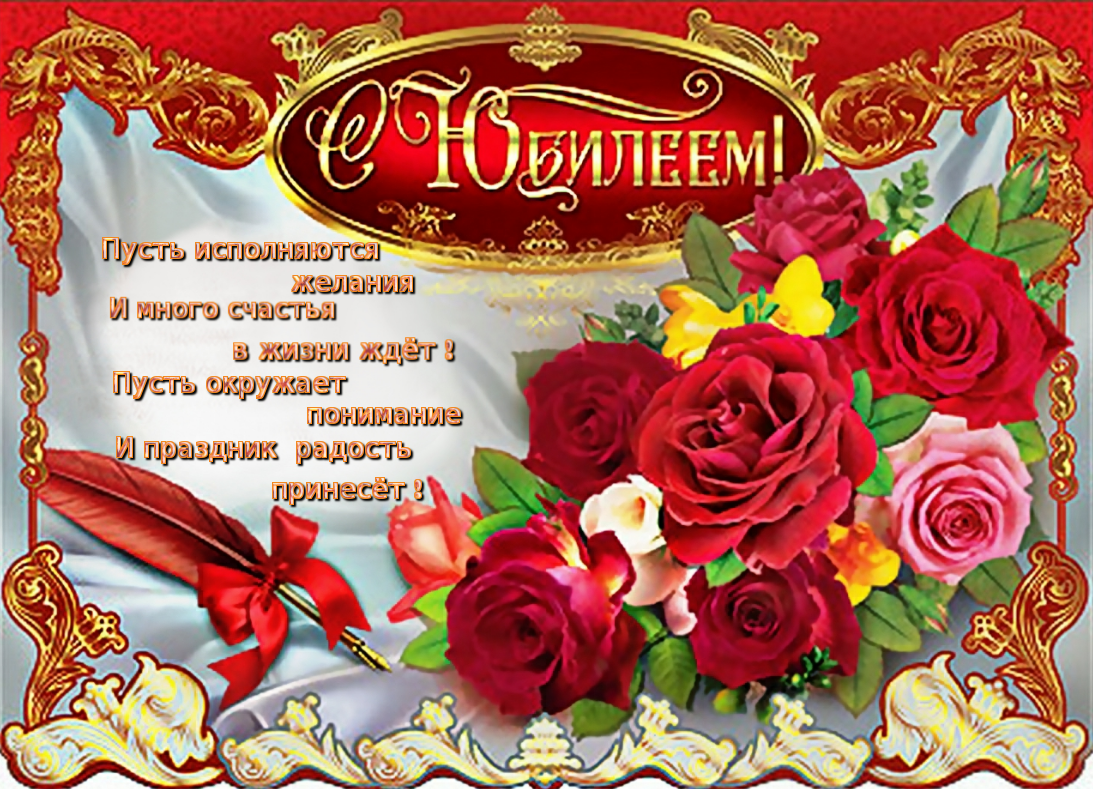 С Юбилеем!
Пусть исполняются
желания
И много счастья
в жизни ждёт !
Пусть окружает
понимание
И праздник радость
принесёт !